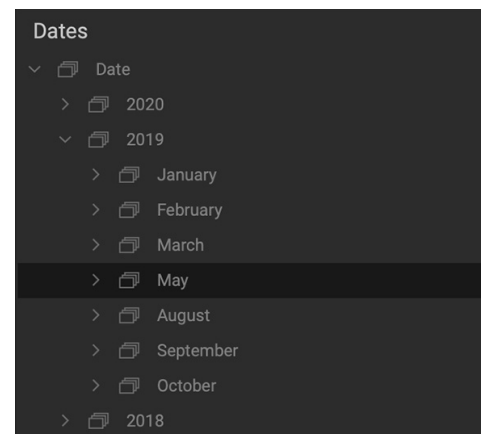 Dates
Date
2020
2019
January
February
March
May
August
September
October
2018